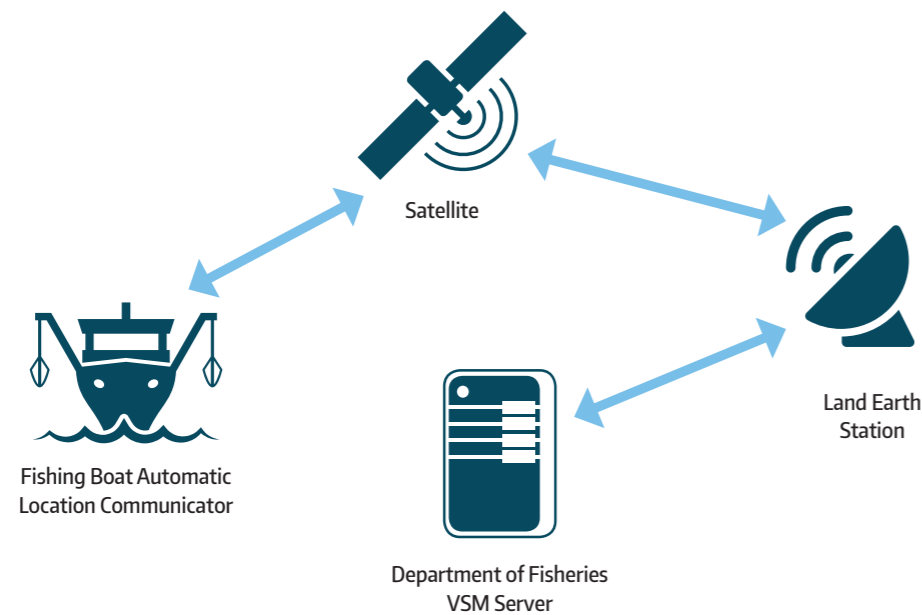 Satellite
Land Earth
Station
Fishing Boat Automatic
Location Communicator
Department of Fisheries
VSM Server